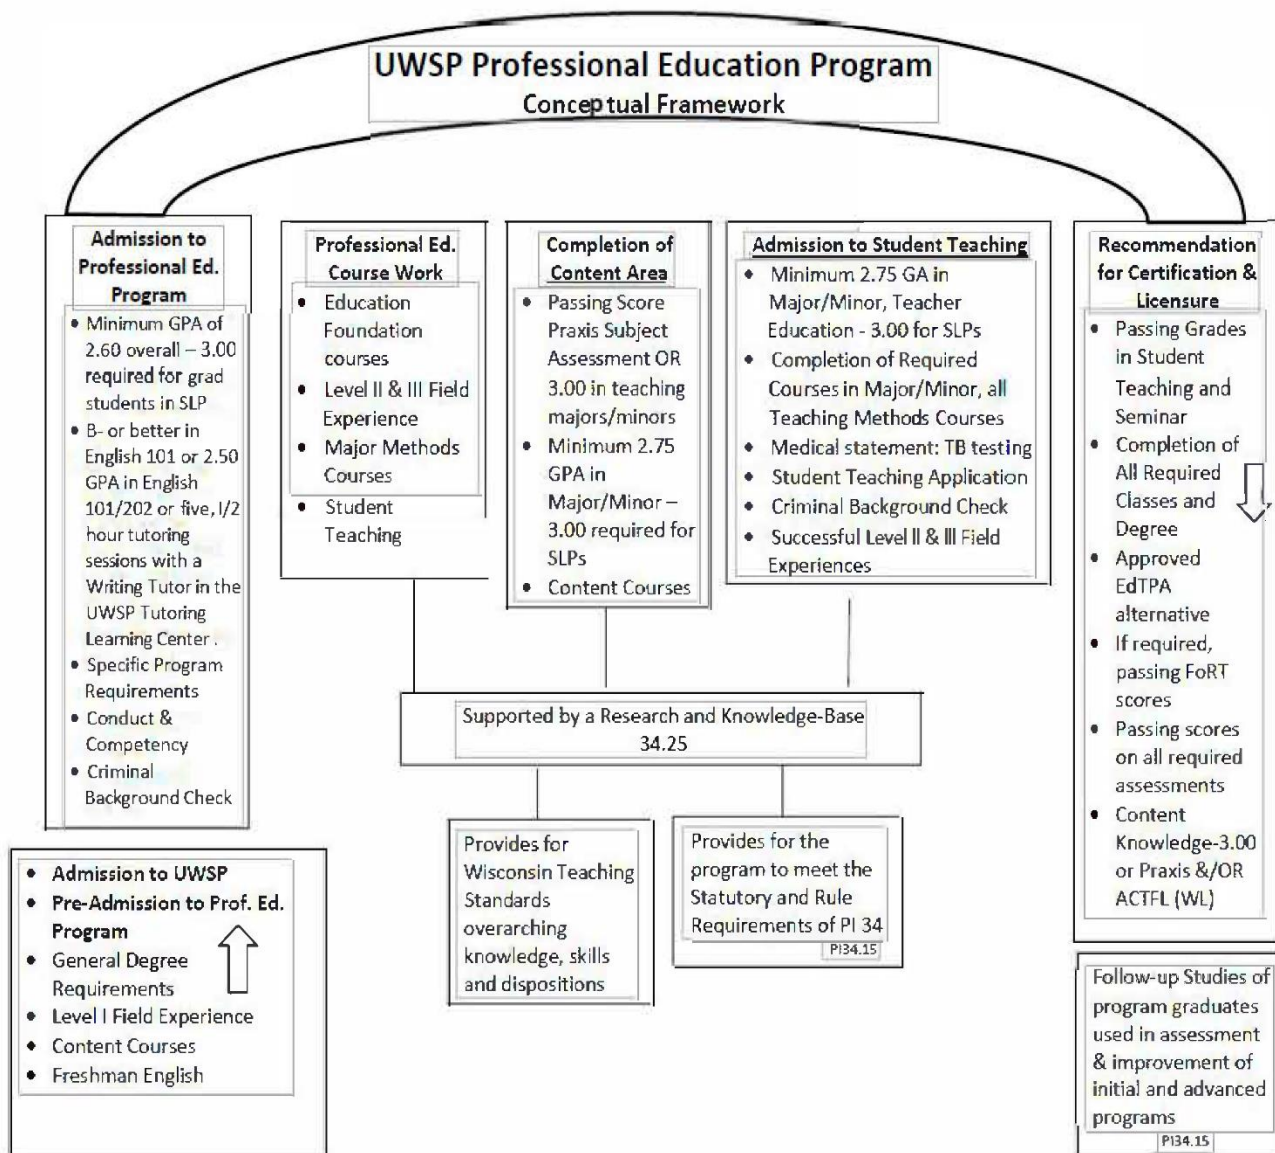 UWSP Professional Education Program
Conceptual Framework
Admission to
Professional Ed.
Program
• Minimum GPA of
2.60 overall – 3.00
required for grad
students in SLP
• B- or better in
English 101 or 2.50
GPA in English
101/202 or five, l/2
hour tutoring
sessions with a
Writing Tutor in the
UWSP Tutoring
Learning Center .
• Specific Program
Requirements
• Conduct &
Competency
• Criminal
Background Check
• Admission to UWSP
• Pre-Admission to Prof. Ed.
Program
• General Degree
Requirements
• Level I Field Experience
• Content Courses
• Freshman English
Professional Ed.
Course Work
• Education
Foundation
courses
• Level II & III Field
Experience
• Major Methods
Courses
• Student
Teaching
Completion of
Content Area
• Passing Score
Praxis Subject
Assessment OR
3.00 in teaching
majors/minors
• Minimum 2.75
GPA in
Major/Minor –
3.00 required for
SLPs
• Content Courses
Admission to Student Teaching
• Minimum 2.75 GA in
Major/Minor, Teacher
Education - 3.00 for SLPs
• Completion of Required
Courses in Major/Minor, all
Teaching Methods Courses
• Medical statement: TB testing
• Student Teaching Application
• Criminal Background Check
• Successful Level II & III Field
Experiences
Supported by a Research and Knowledge-Base
34.25
Provides for
Wisconsin Teaching
Standards
overarching
knowledge, skills
and dispositions
Provides for the
program to meet the
Statutory and Rule
Requirements of PI 34
PI34.15
Recommendation
for Certification &
Licensure
• Passing Grades
in Student
Teaching and
Seminar
• Completion of
All Required
Classes and
Degree
• Approved
EdTPA
alternative
• If required,
passing FoRT
scores
• Passing scores
on all required
assessments
• Content
Knowledge-3.00
or Praxis &/OR
ACTFL (WL)
Follow-up Studies of
program graduates
used in assessment
& improvement of
initial and advanced
programs
PI34.15